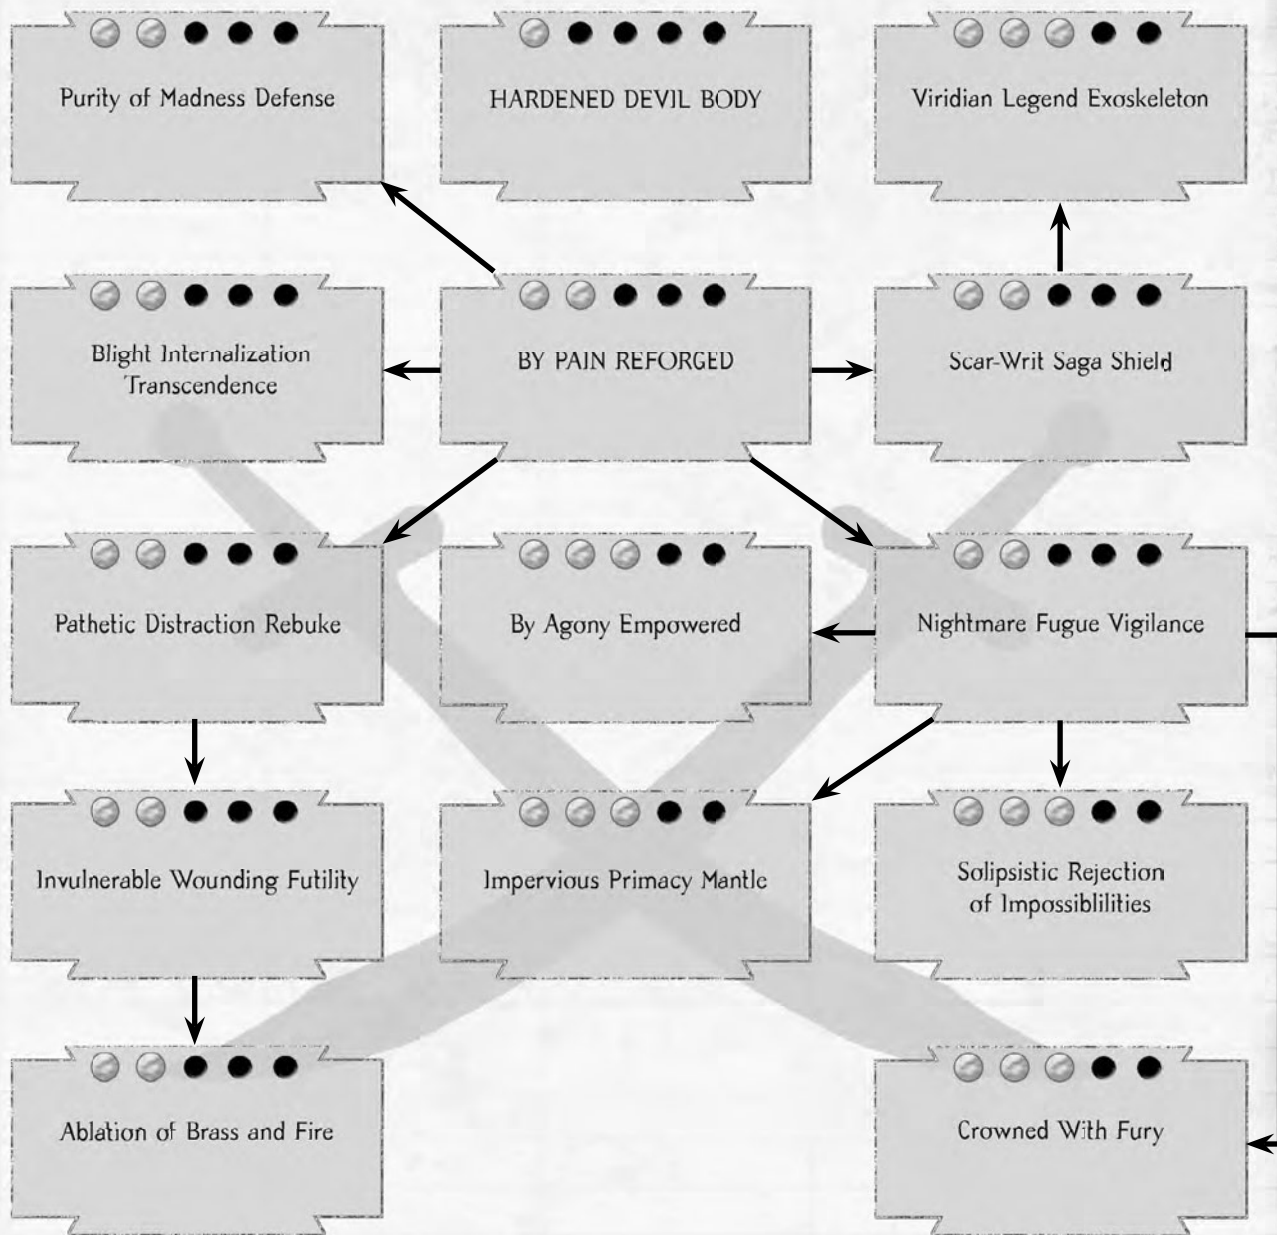 Purity of Madness Defense
HARDENED DEVIL BODY
Viridian Legend Exoskeleton
Blight Internalization
Transcendence
BY PAIN REFORGED
Scar-Writ Saga Shield
Pathetic Distraction Rebuke
By Agony Empowered
Nightmare Fugue Vigilance
Invulnerable Wounding Futility
Impervious Primacy Mantle
Solipsistic Rejection
of Impossiblilities
Ablation of Brass and Fire
Crowned With Fury